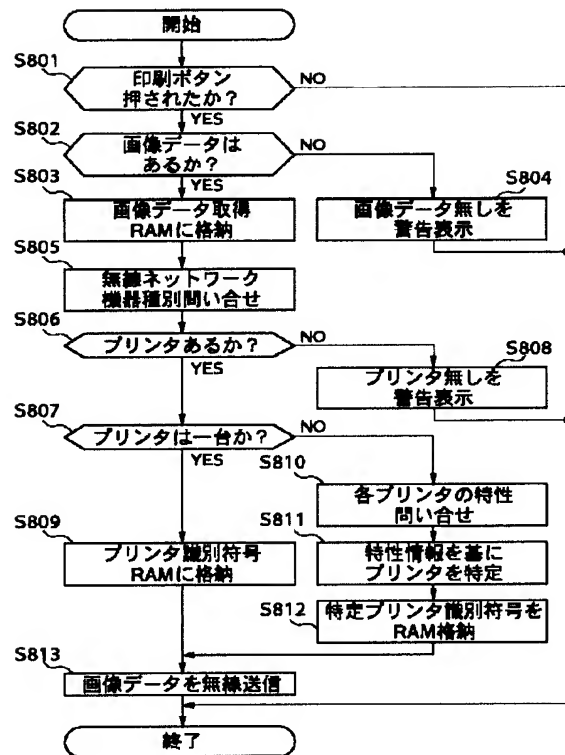 開始
S801
印刷ボタン
押されたか？
NO
YES
S802
画像データは
あるか？
NO
YES
S803
画像データ取得
RAMに格納
S804
画像データ無しを
警告表示
S805
無線ネットワーク
機器種別問い合せ
S806
プリンタあるか？
NO
YES
S808
プリンタ無しを
警告表示
S807
プリンタは一台か？
NO
YES
S810
各プリンタの特性
問い合せ
S809
プリンタ識別符号
RAMに格納
S811
特性情報を基に
プリンタを特定
S812
特定プリンタ識別符号を
RAM格納
S813
画像データを無線送信
終了